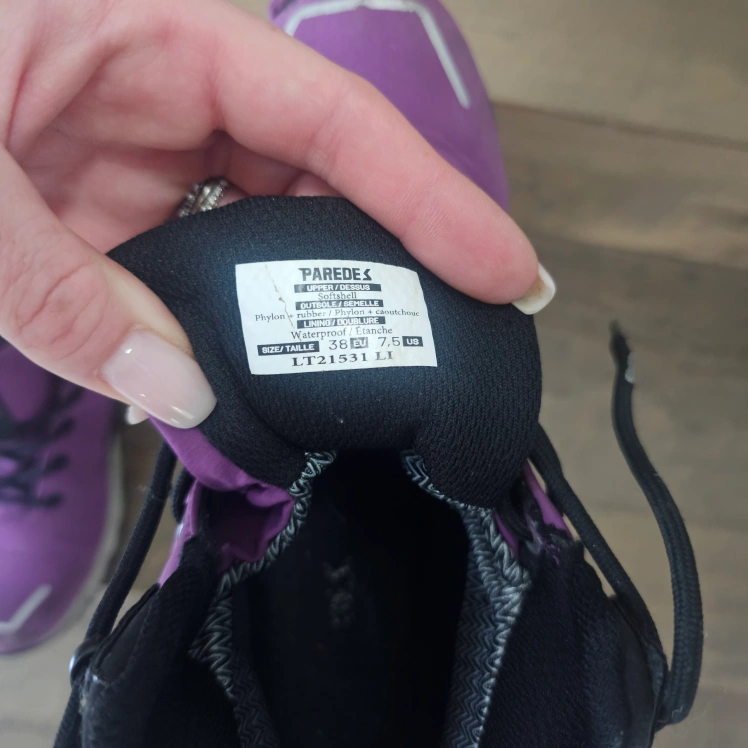 PAREDES
UPPER / DESSUS
Softshell
OUTSOLE / SEMELLE
Phylon + rubber / Phylon + caoutchouc
LINING / DOUBLURE
Waterproof / Étanche
SIZE/ TAILLE 38 EU 7,5 US
LT21531 LI